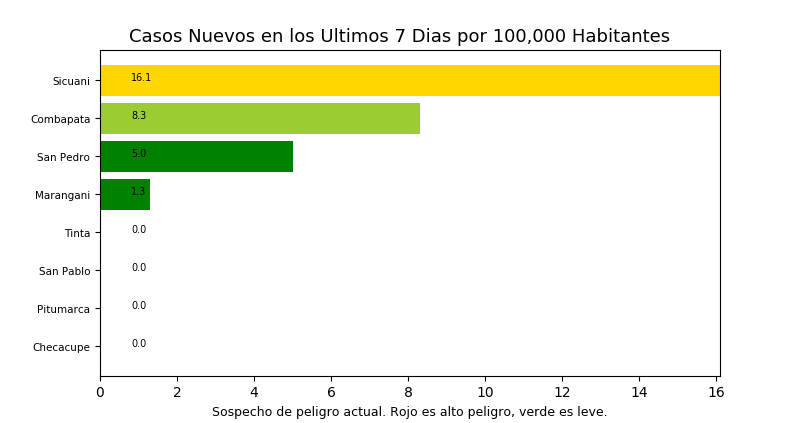 Casos Nuevos en los Ultimos 7 Dias por 100,000 Habitantes
Sicuani 16.1
Combapata 8.3
San Pedro 5.0
Marangani 1.3
Tinta 0.0
San Pablo 0.0
Pitumarca 0.0
Checacupe 0.0
0 2 4 6 8 10 12 14 16
Sospecho de peligro actual. Rojo es alto peligro, verde es leve.